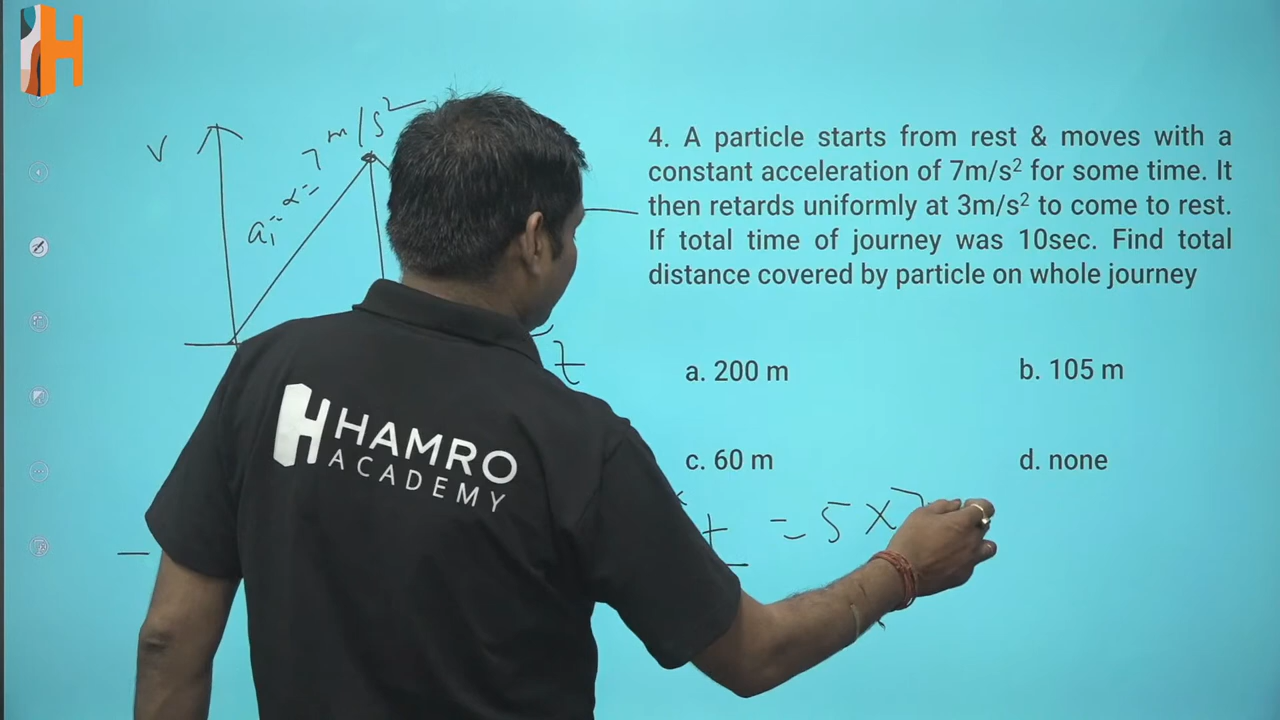 H
v
a₁ = α = 7 m/s²
4. A particle starts from rest & moves with a
constant acceleration of 7m/s² for some time. It
then retards uniformly at 3m/s² to come to rest.
If total time of journey was 10sec. Find total
distance covered by particle on whole journey
t
a. 200 m
b. 105 m
c. 60 m
d. none
HAMRO
ACADEMY
t = 5 x 7